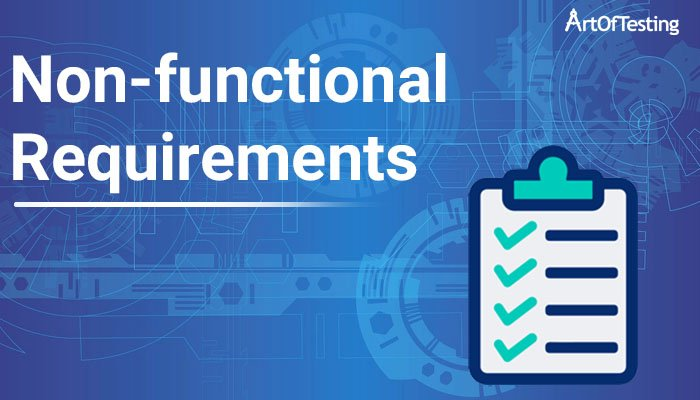 ArtOfTesting
Non-functional
Requirements